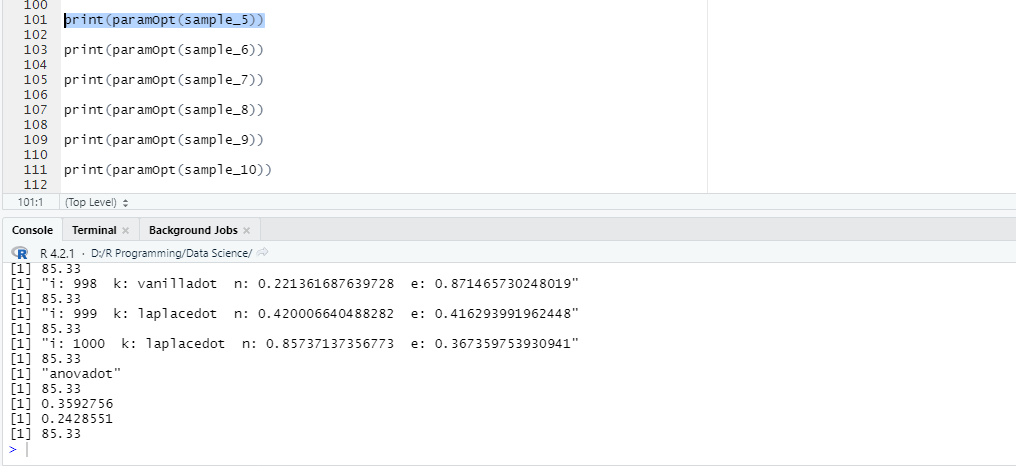 100
101 print(paramOpt(sample_5))
102
103 print(paramOpt(sample_6))
104
105 print(paramOpt(sample_7))
106
107 print(paramOpt(sample_8))
108
109 print(paramOpt(sample_9))
110
111 print(paramOpt(sample_10))
112
101:1 (Top Level)
Console Terminal × Background Jobs ×
R R 4.2.1 · D:/R Programming/Data Science/
[1] 85.33
[1] "i: 998  k: vanilladot  n: 0.221361687639728  e: 0.871465730248019"
[1] 85.33
[1] "i: 999  k: laplacedot  n: 0.420006640488282  e: 0.416293991962448"
[1] 85.33
[1] "i: 1000  k: laplacedot  n: 0.85737137356773  e: 0.367359753930941"
[1] 85.33
[1] "anovadot"
[1] 85.33
[1] 0.3592756
[1] 0.2428551
[1] 85.33
>